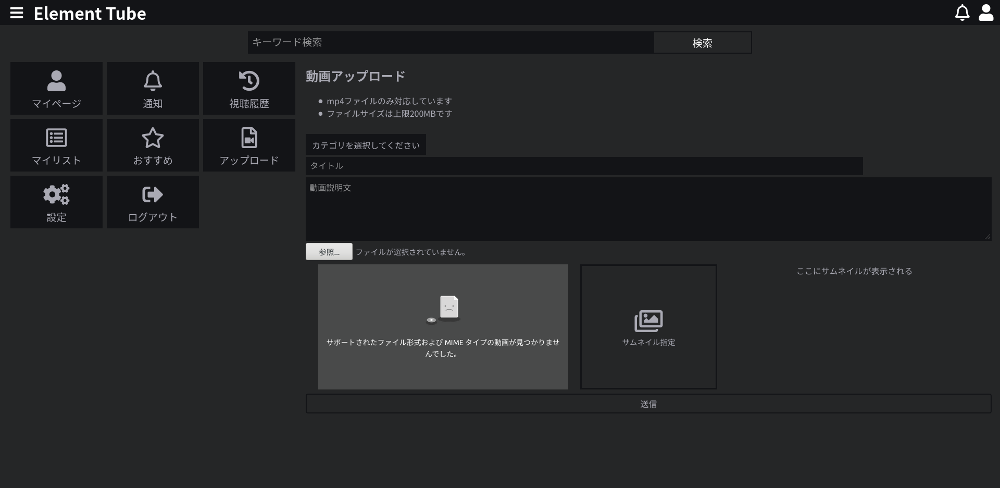 Element Tube
キーワード検索
検索
マイページ
通知
視聴履歴
マイリスト
おすすめ
アップロード
設定
ログアウト
動画アップロード
mp4ファイルのみ対応しています
ファイルサイズは上限200MBです
カテゴリを選択してください
タイトル
動画説明文
参照...
ファイルが選択されていません。
サポートされたファイル形式および MIME タイプの動画が見つかりませ
んでした。
サムネイル指定
ここにサムネイルが表示される
送信